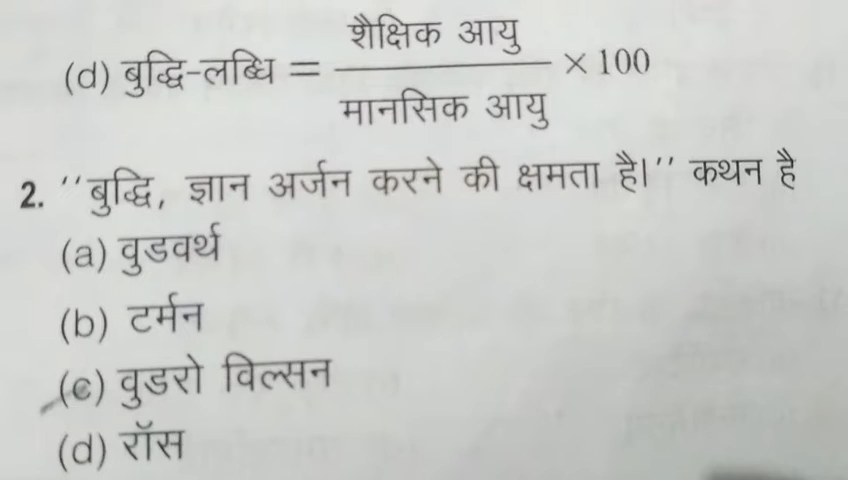 (d) बुद्धि-लब्धि = शैक्षिक आयु / मानसिक आयु × 100
2. ''बुद्धि, ज्ञान अर्जन करने की क्षमता है।'' कथन है
(a) वुडवर्थ
(b) टर्मन
(c) वुडरो विल्सन
(d) रॉस